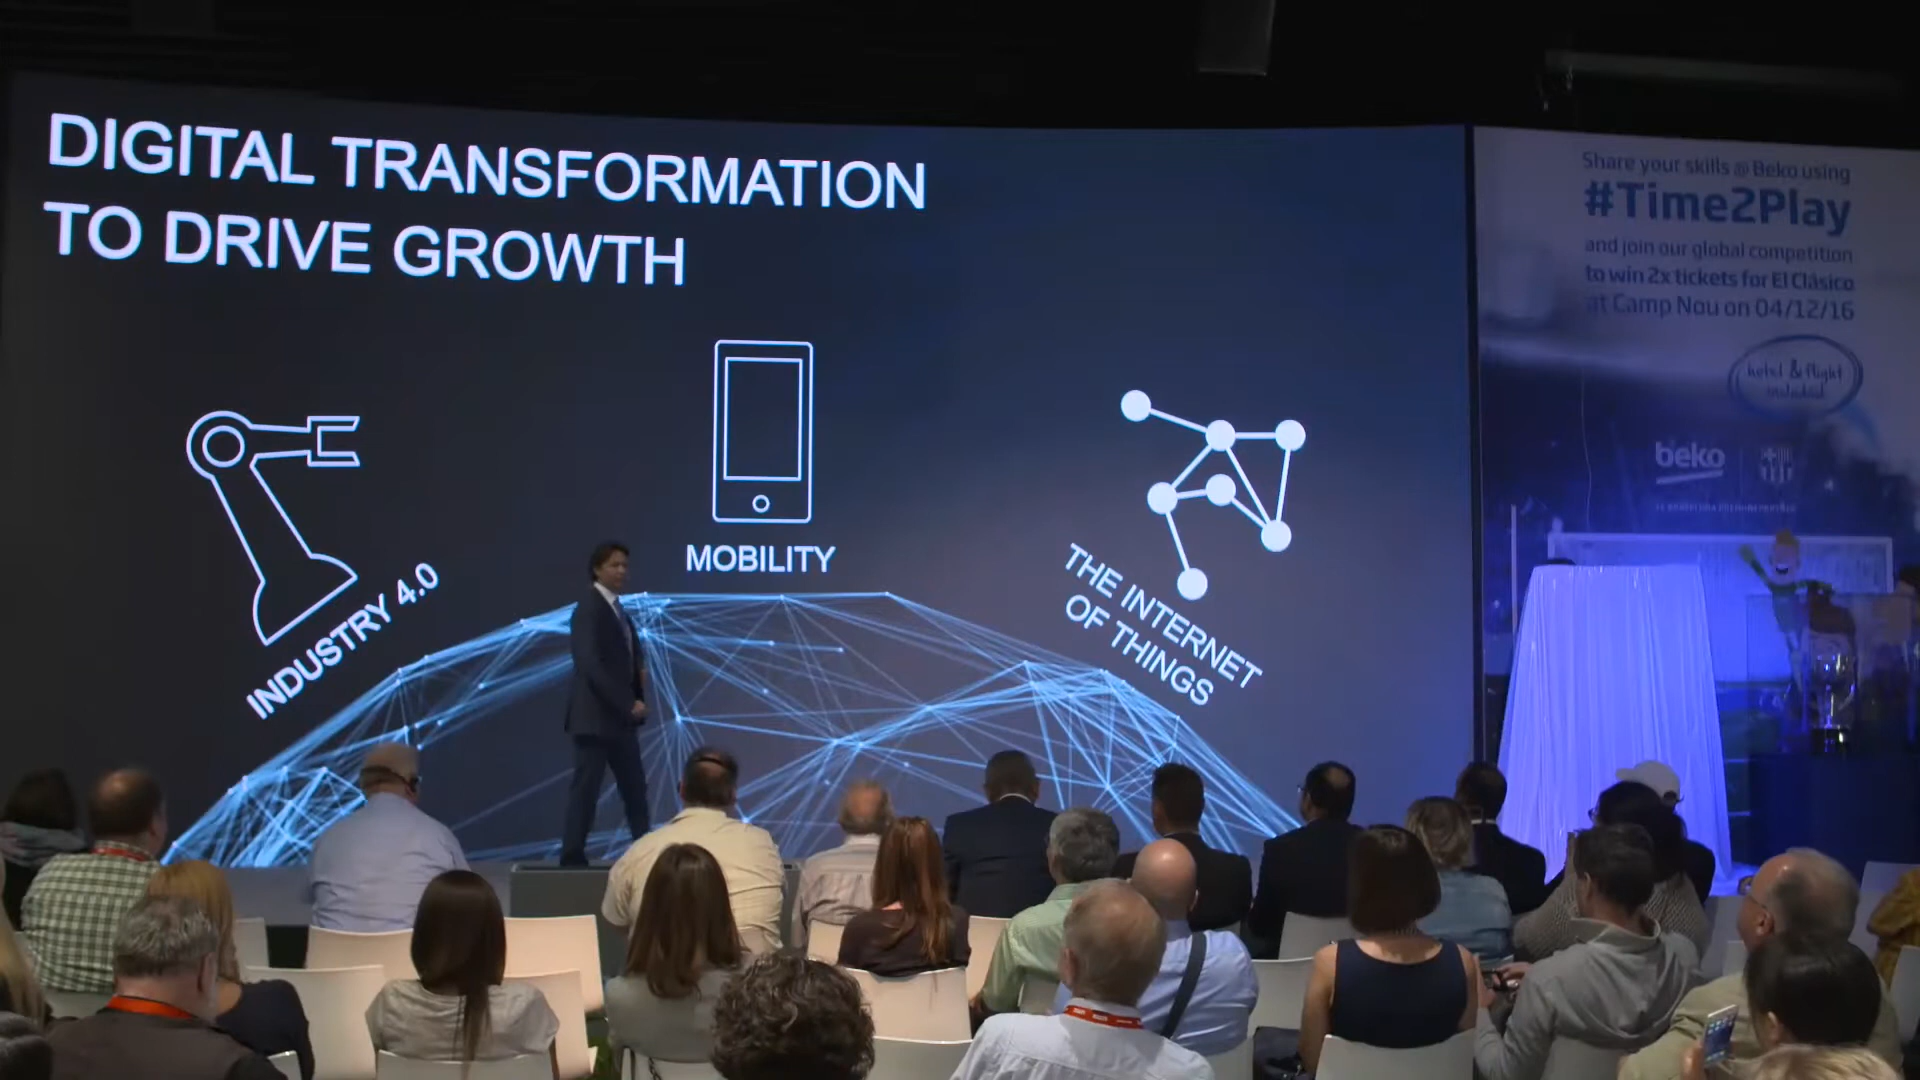 DIGITAL TRANSFORMATION
TO DRIVE GROWTH
INDUSTRY 4.0
MOBILITY
THE INTERNET
OF THINGS
Share your skills @ Beko using
#Time2Play
and join our global competition
to win 2x tickets for El Clásico
at Camp Nou on 04/12/16
hotel & flight
included
beko